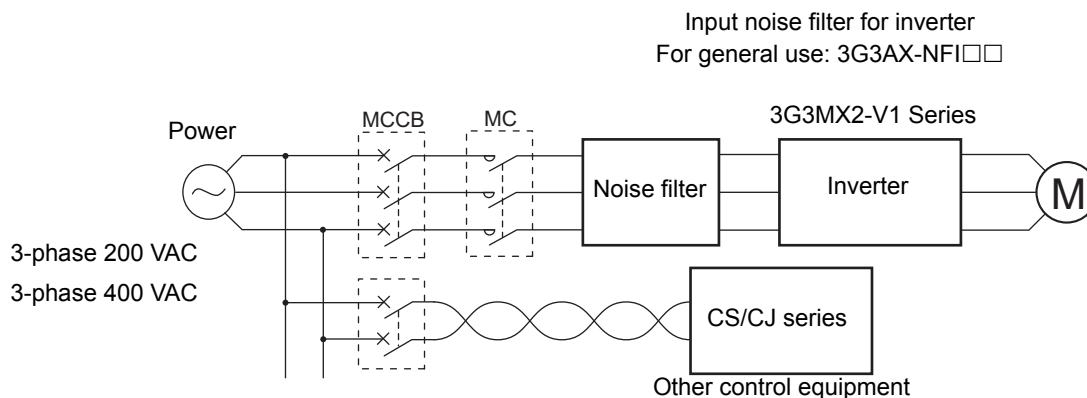 Input noise filter for inverter
For general use: 3G3AX-NFI□□
3G3MX2-V1 Series
MCCB
MC
Power
Noise filter
Inverter
M
3-phase 200 VAC
3-phase 400 VAC
CS/CJ series
Other control equipment